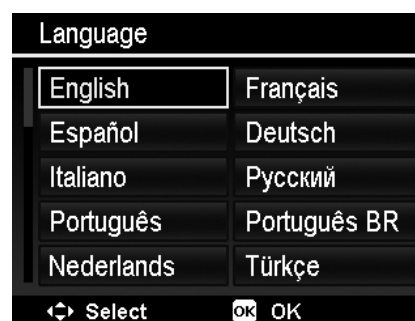 Language
English Français
Español Deutsch
Italiano Русский
Português Português BR
Nederlands Türkçe
Select OK OK